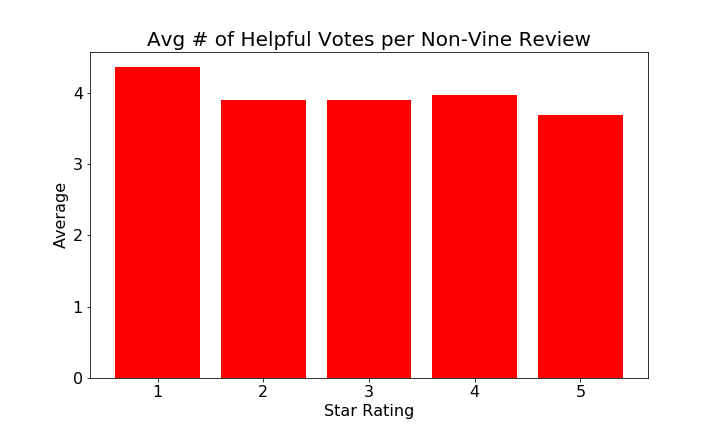 Avg # of Helpful Votes per Non-Vine Review
4
3
2
1
0
Average
1 2 3 4 5
Star Rating